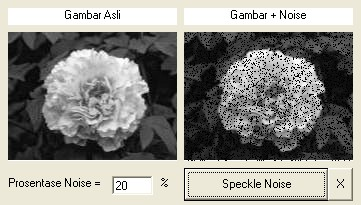 Gambar Asli
Gambar + Noise
Prosentase Noise = 20 %
Speckle Noise
X